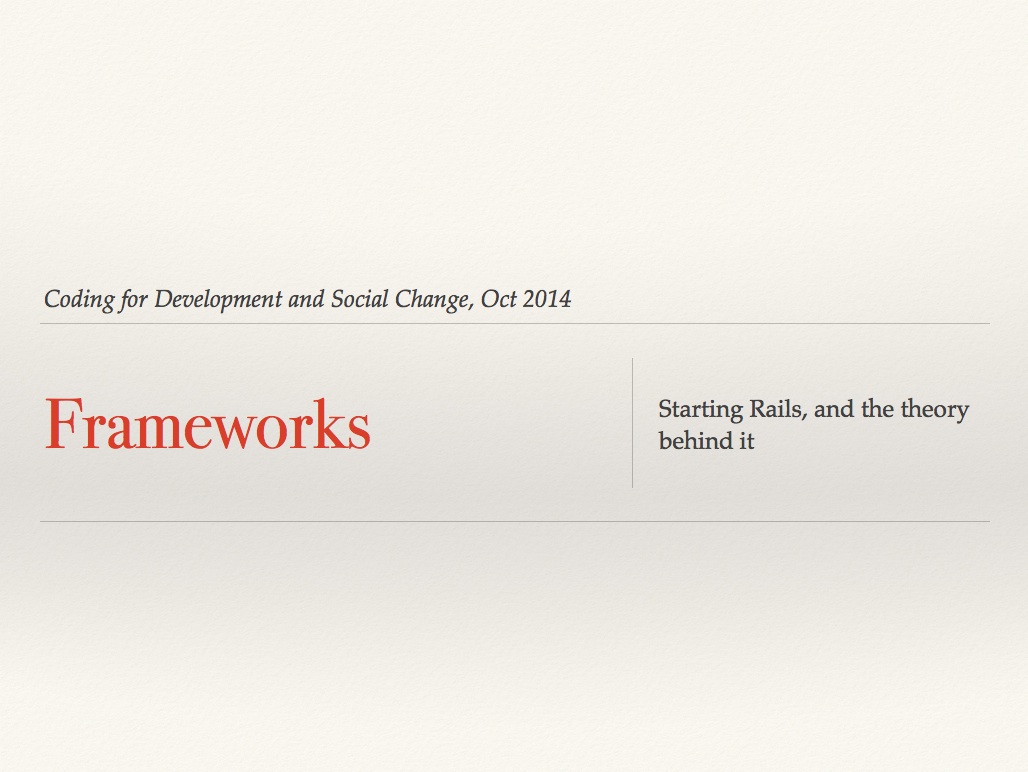 Coding for Development and Social Change, Oct 2014
Frameworks
Starting Rails, and the theory
behind it